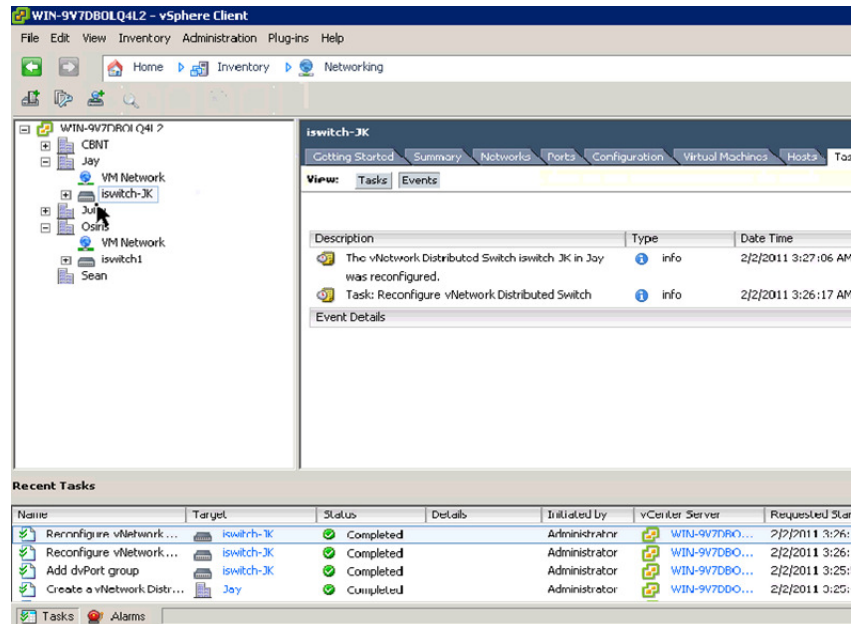 WIN-9V7DBOLQ4L2 - vSphere Client
File Edit View Inventory Administration Plug-ins Help
Home Inventory Networking
WIN-9V7DBOLQ4L2
CBNT
Jay
VM Network
iswitch-JK
Osiris
VM Network
iswitch1
Sean
iswitch-JK
Getting Started Summary Networks Ports Configuration Virtual Machines Hosts Tas
View: Tasks Events
Description Type Date Time
The vNetwork Distributed Switch iswitch JK in Jay info 2/2/2011 3:27:06 AM
was reconfigured.
Task: Reconfigure vNetwork Distributed Switch info 2/2/2011 3:26:17 AM
Event Details
Recent Tasks
Name Target Status Details Initiated by vCenter Server Requested Star
Reconfigure vNetwork ... iswitch-JK Completed Administrator WIN-9V7DBO... 2/2/2011 3:26:
Reconfigure vNetwork ... iswitch-JK Completed Administrator WIN-9V7DBO... 2/2/2011 3:26:
Add dvPort group iswitch-JK Completed Administrator WIN-9V7DBO... 2/2/2011 3:25:
Create a vNetwork Distr... Jay Completed Administrator WIN-9V7DBO... 2/2/2011 3:25:
Tasks Alarms